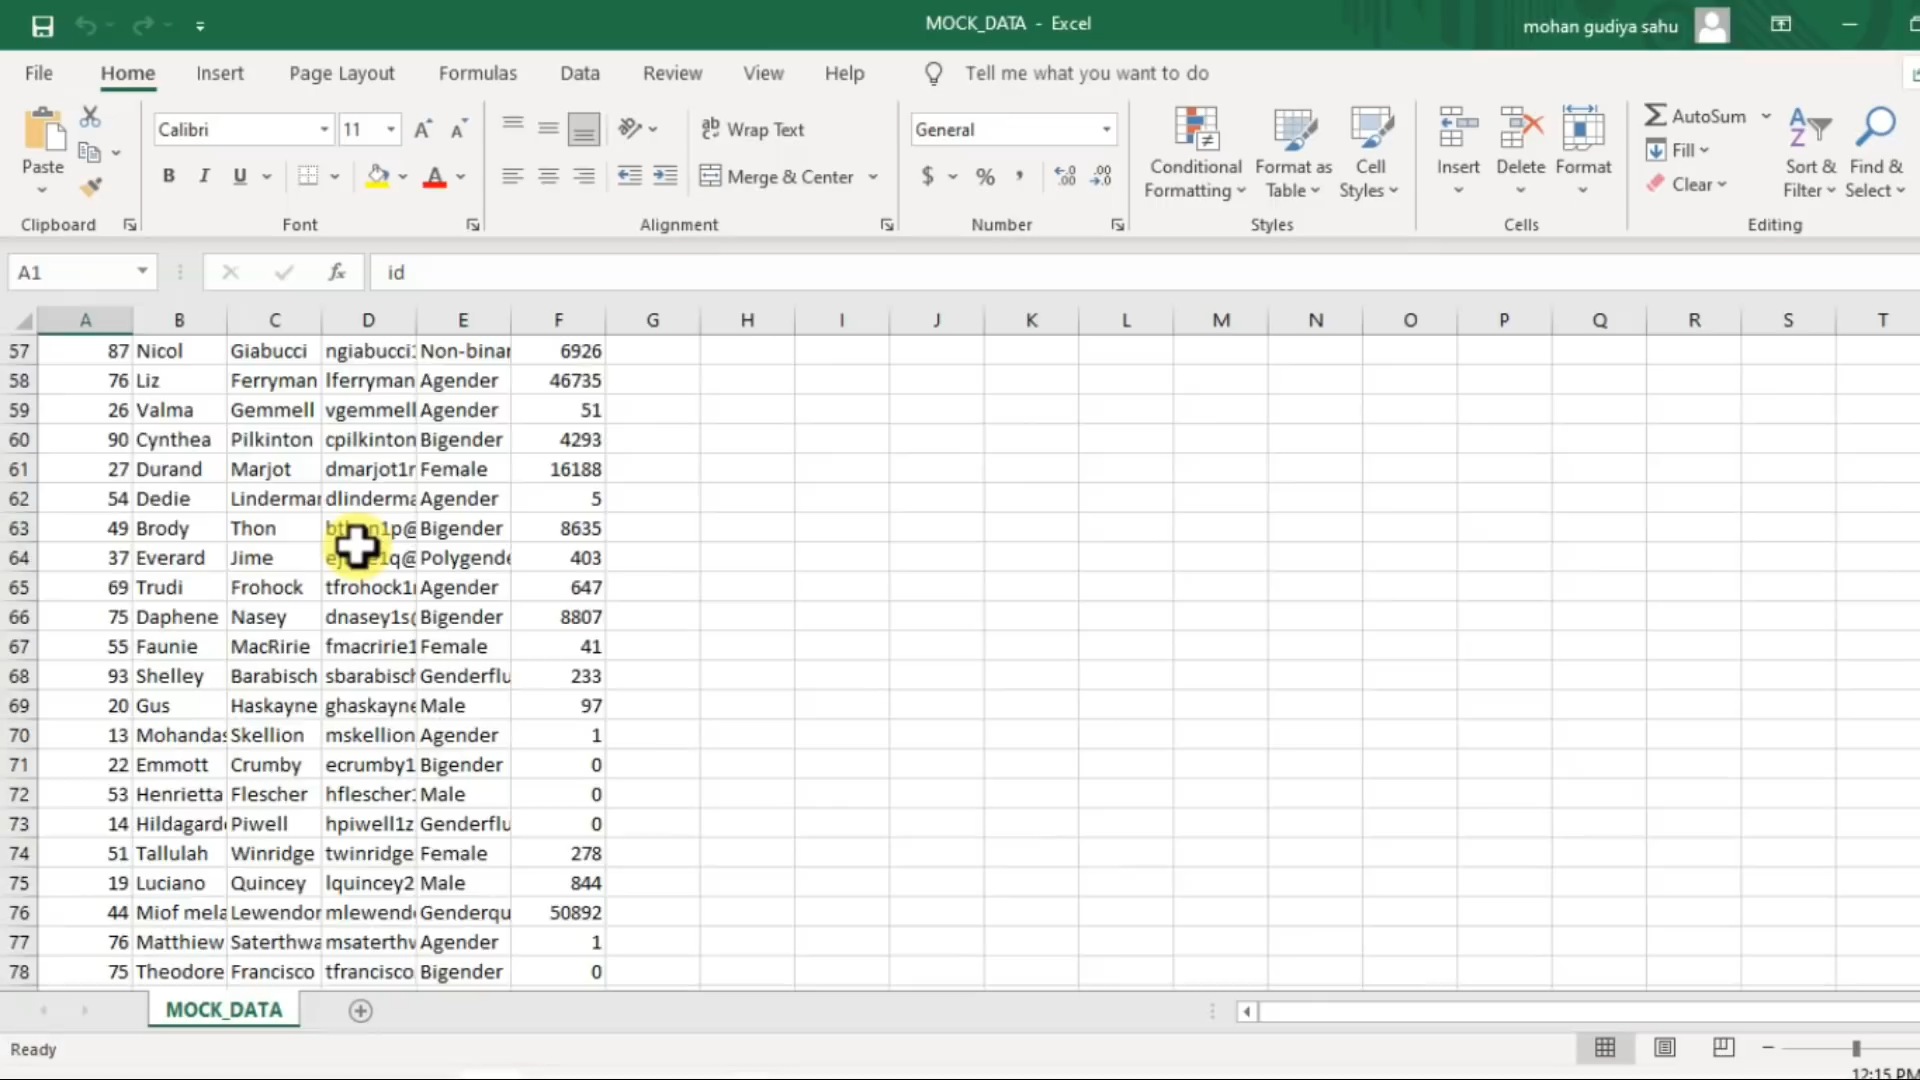 MOCK_DATA - Excel
mohan gudiya sahu
File Home Insert Page Layout Formulas Data Review View Help Tell me what you want to do
Paste
Clipboard
Calibri 11
B I U A
Font
Wrap Text
Merge & Center
Alignment
General
$ % ,
Number
Conditional Formatting
Format as Table
Cell Styles
Styles
Insert Delete Format
Cells
AutoSum
Fill
Clear
Sort & Filter
Find & Select
Editing
A1 fx id
A B C D E F G H I J K L M N O P Q R S T
57 87 Nicol Giabucci ngiabucci Non-binar 6926
58 76 Liz Ferryman lferryman Agender 46735
59 26 Valma Gemmell vgemmell Agender 51
60 90 Cynthea Pilkinton cpilkinton Bigender 4293
61 27 Durand Marjot dmarjot1r Female 16188
62 54 Dedie Linderma dlinderma Agender 5
63 49 Brody Thon 1p@ Bigender 8635
64 37 Everard Jime 1q@ Polygende 403
65 69 Trudi Frohock tfrohock1 Agender 647
66 75 Daphene Nasey dnasey1s Bigender 8807
67 55 Faunie MacRirie fmacririe1 Female 41
68 93 Shelley Barabisch sbarabisch Genderflu 233
69 20 Gus Haskayne ghaskayne Male 97
70 13 Mohandas Skellion mskellion Agender 1
71 22 Emmott Crumby ecrumby1 Bigender 0
72 53 Henrietta Flescher hflescher Male 0
73 14 Hildagard Piwell hpiwell1z Genderflu 0
74 51 Tallulah Winridge twinridge Female 278
75 19 Luciano Quincey lquincey2 Male 844
76 44 Miof mela Lewendo mlewend Genderqu 50892
77 76 Matthiew Saterthwa msaterthw Agender 1
78 75 Theodore Francisco tfrancisco Bigender 0
MOCK_DATA
Ready
12:15 PM